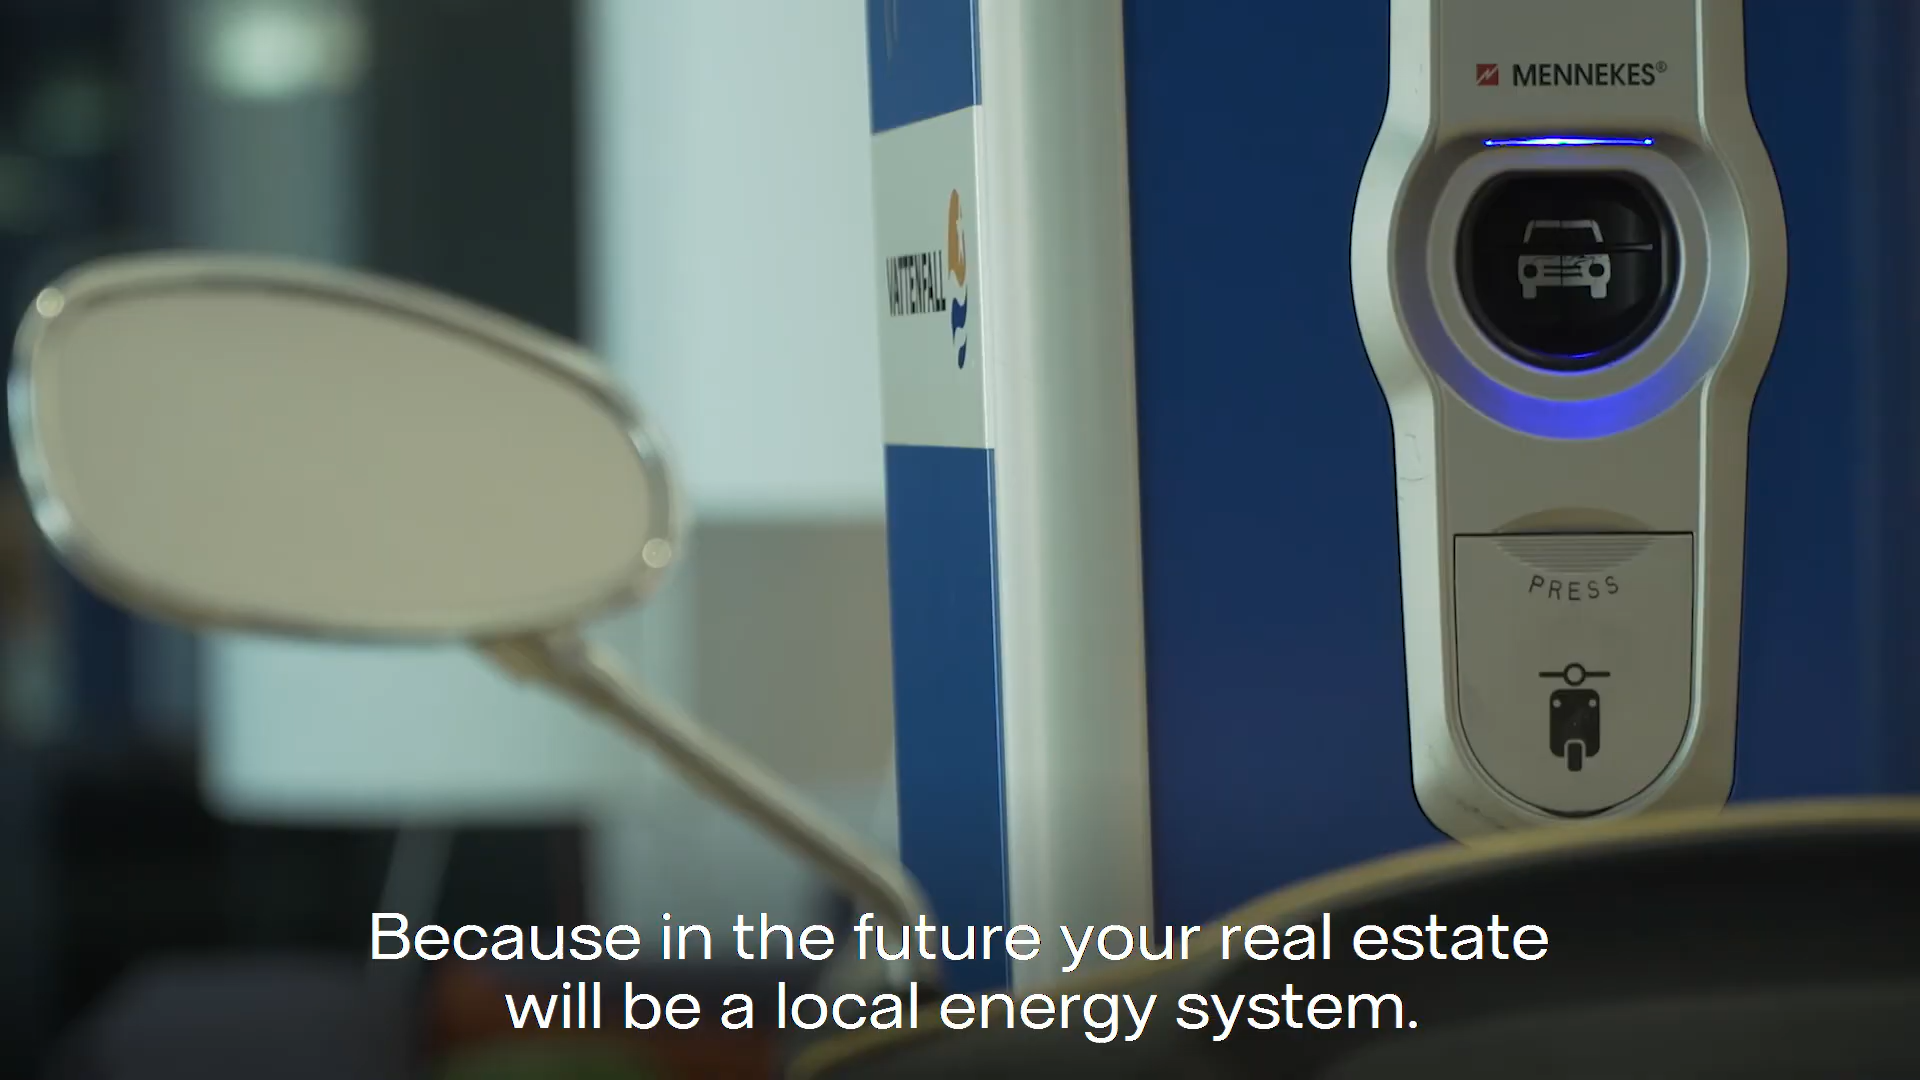 MENNEKES®
VATTENFALL
PRESS
Because in the future your real estate
will be a local energy system.